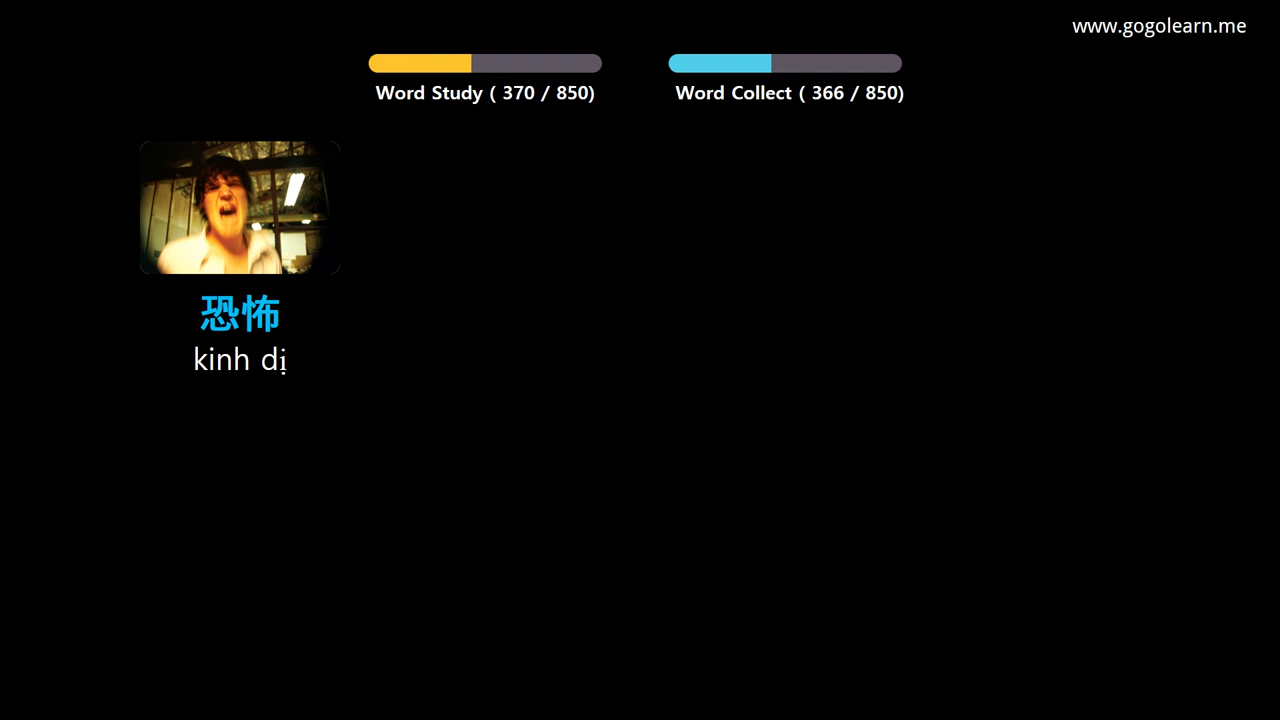 www.gogolearn.me
Word Study ( 370 / 850)
Word Collect ( 366 / 850)
恐怖
kinh dị